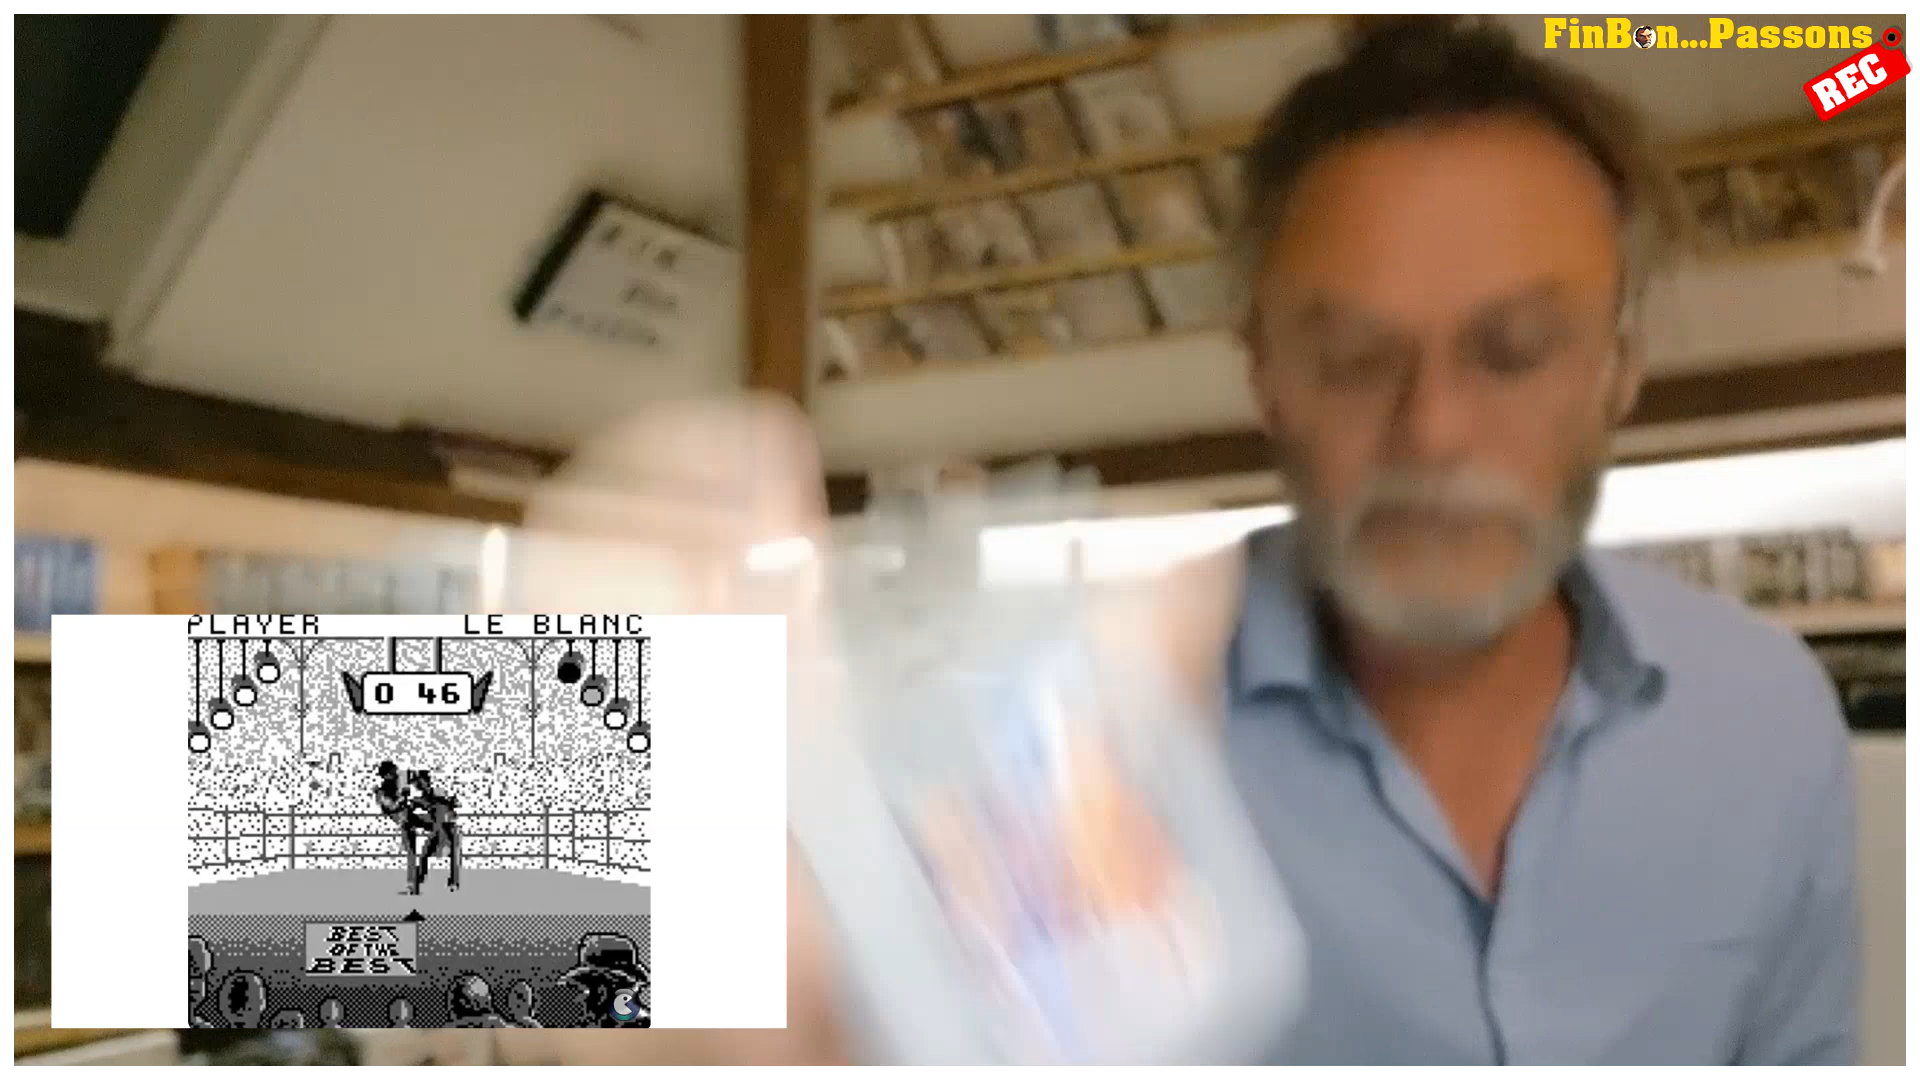 FinBon...Passons
REC
PLAYER LE BLANC
0 46
BEST
OF THE
BEST